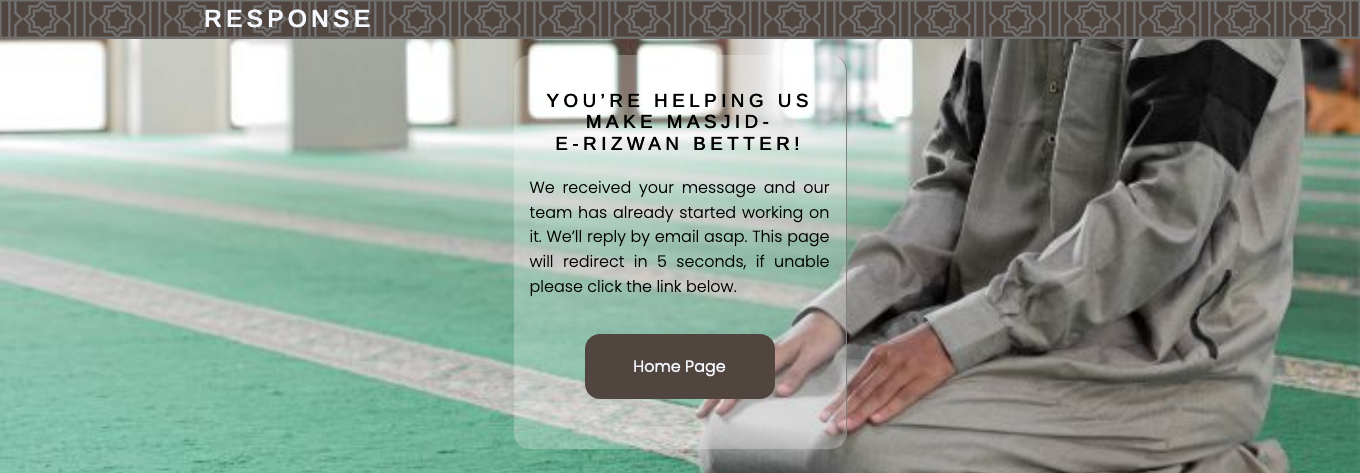 RESPONSE
YOU’RE HELPING US
MAKE MASJID-
E-RIZWAN BETTER!
We received your message and our
team has already started working on
it. We’ll reply by email asap. This page
will redirect in 5 seconds, if unable
please click the link below.
Home Page